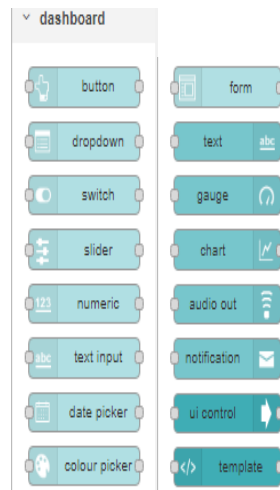 dashboard
button
dropdown
switch
slider
123 numeric
abc text input
date picker
colour picker
form
text abc
gauge
chart
audio out
notification
ui control
</> template